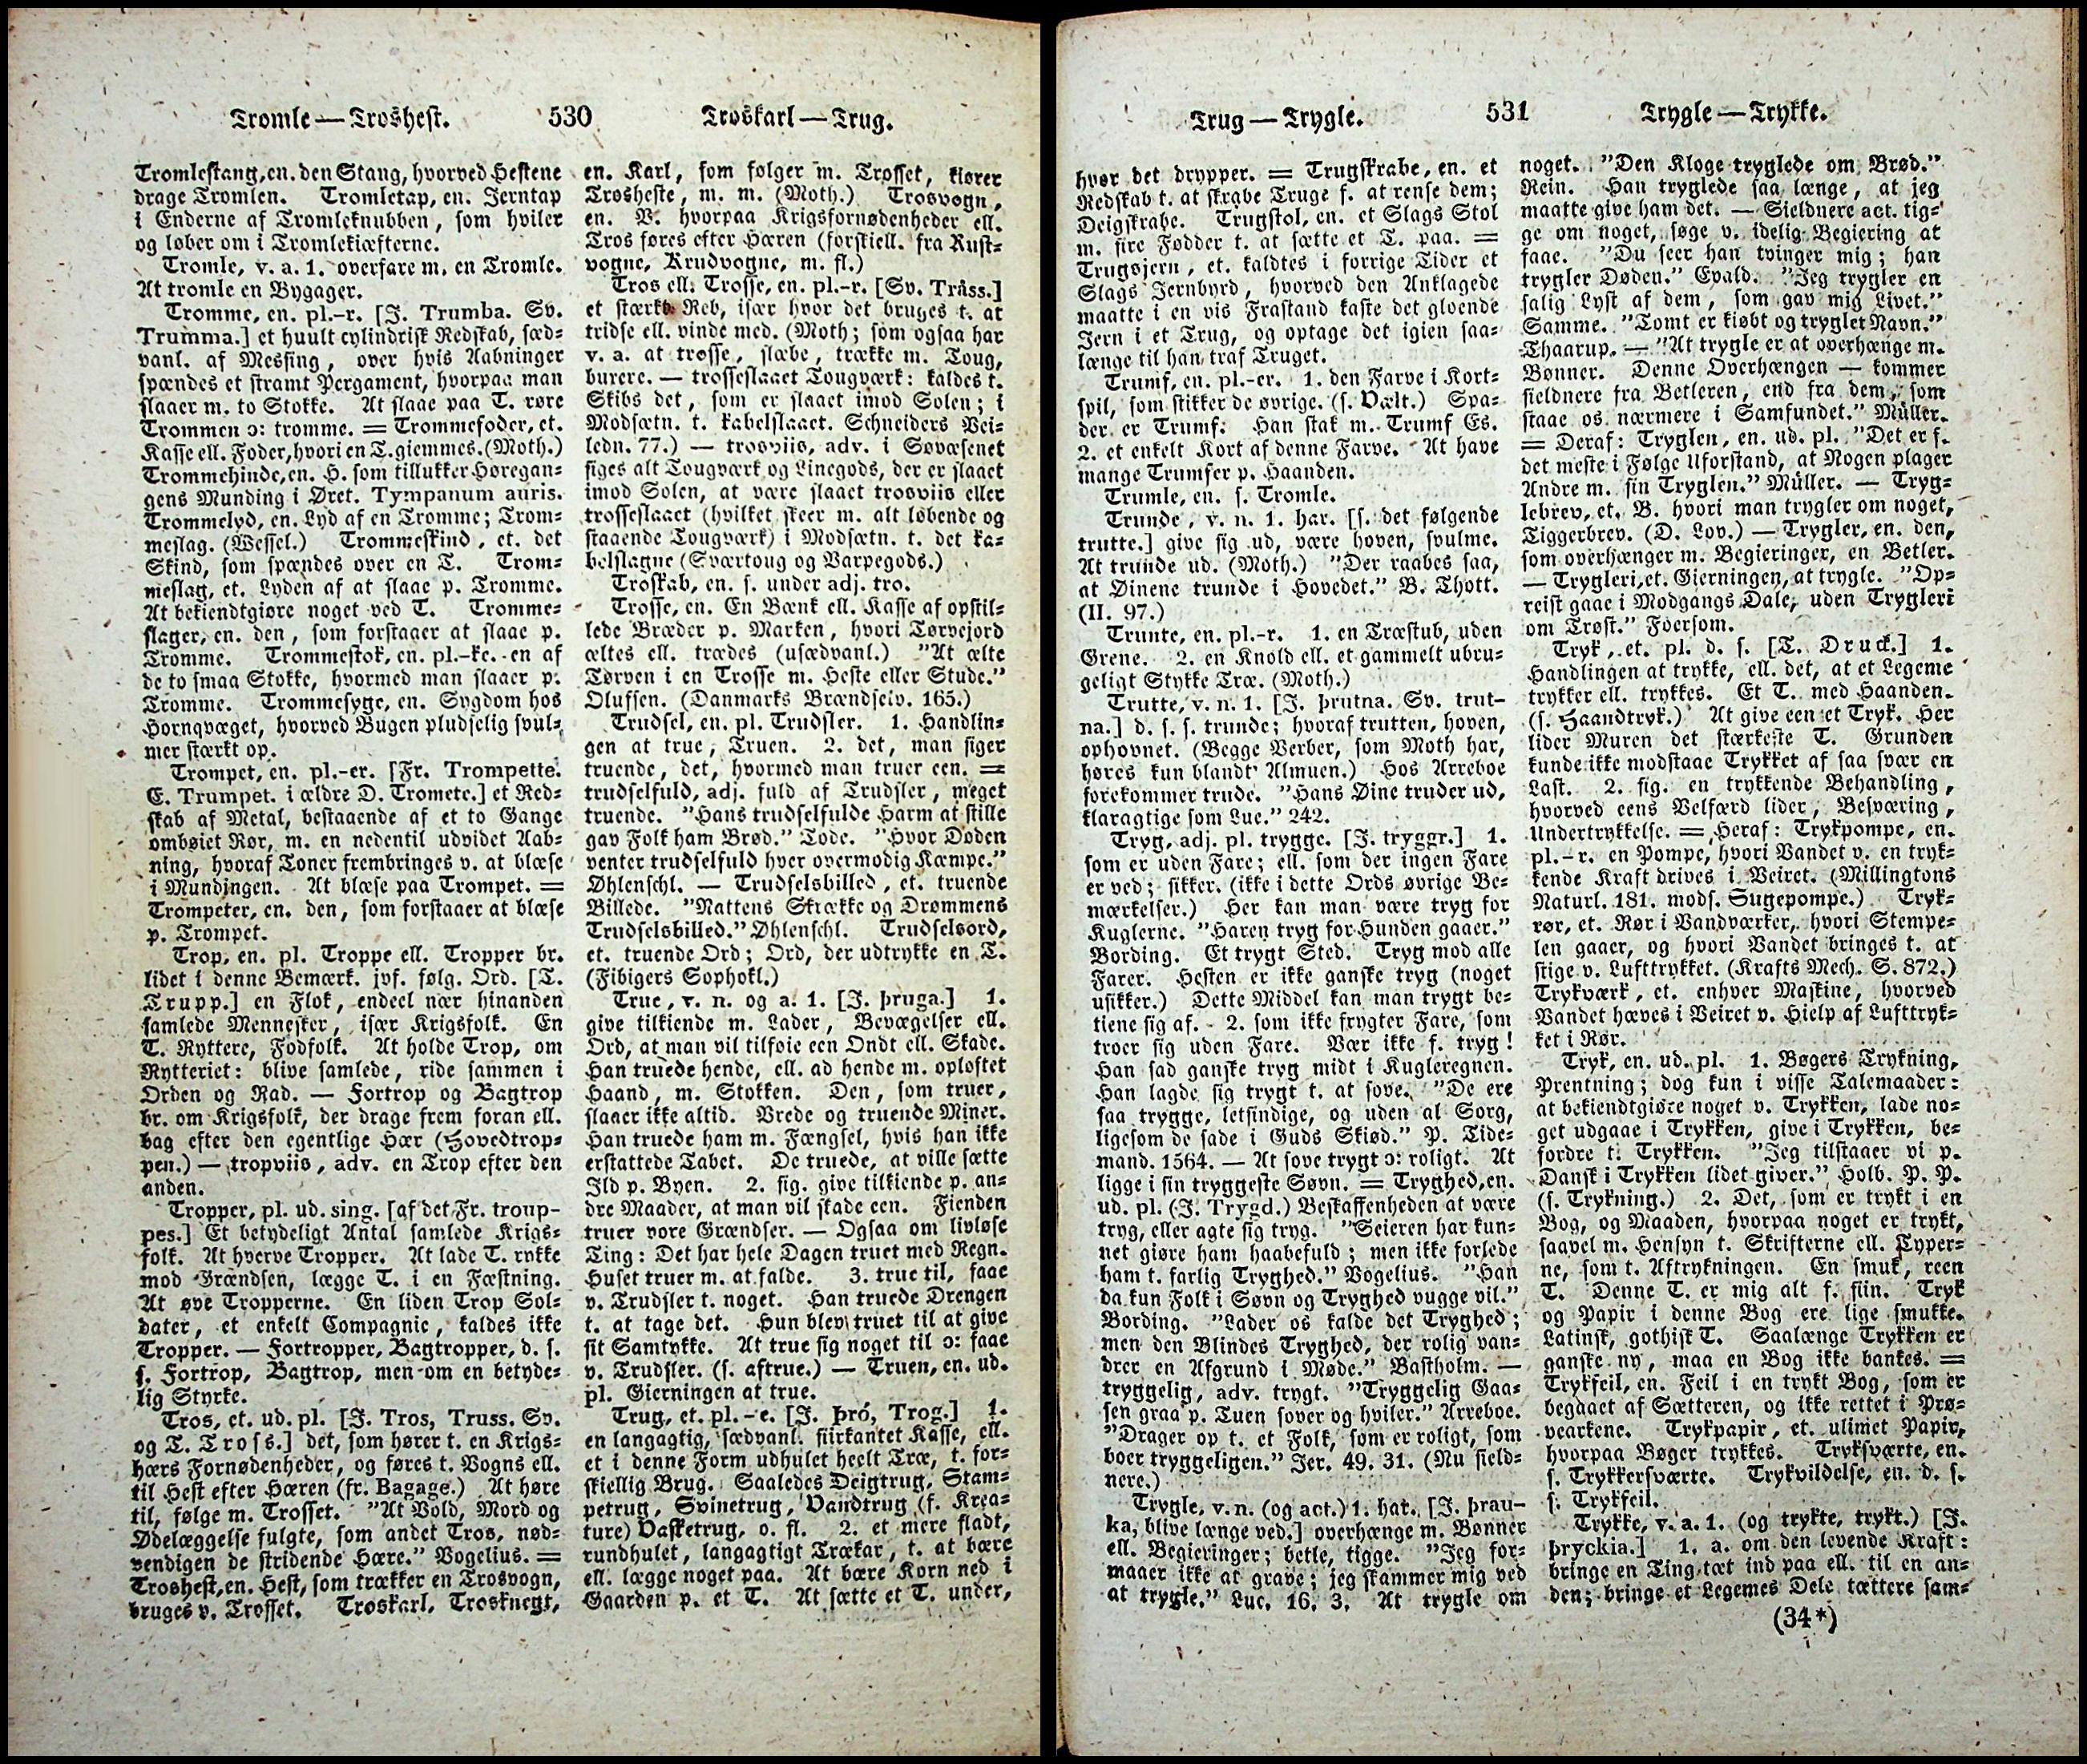 Tromle — Troshest.
530
Troskarl — Trug.
Tromlestang, en. den Stang, hvorved Hestene
drage Tromlen. Tromletap, en. Jerntap
i Enderne af Tromleknubben, som hviler
og løber om i Tromlekiæfterne.
Tromle, v. a. 1. overfare m. en Tromle.
At tromle en Bygager.
Tromme, en. pl.-r. [J. Trumba. Sv.
Trumma.] et huult cylindrisk Redskab, sæd-
vanl. af Messing, over hvis Aabninger
spændes et stramt Pergament, hvorpaa man
slaaer m. to Stokke. At slaae paa T. røre
Trommen ɔ: tromme. = Trommefoder, et.
Kasse ell. Foder, hvori en T. giemmes. (Moth.)
Trommehinde, en. H. som tillukker Høregan-
gens Munding i Øret. Tympanum auris.
Trommelyd, en. Lyd af en Tromme; Trom-
meslag. (Wessel.) Trommeskind, et. det
Skind, som spændes over en T. Trom-
meslag, et. Lyden af at slaae p. Tromme.
At bekiendtgiøre noget ved T. Tromme-
slager, en. den, som forstaaer at slaae p.
Tromme. Trommestok, en. pl.-ke. en af
de to smaa Stokke, hvormed man slaaer p.
Tromme. Trommesyge, en. Sygdom hos
Hornqvæget, hvorved Bugen pludselig svul-
mer stærkt op.
Trompet, en. pl.-er. [Fr. Trompette.
E. Trumpet. i ældre D. Tromete.] et Red-
skab af Metal, bestaaende af et to Gange
ombøiet Rør, m. en nedentil udvidet Aab-
ning, hvoraf Toner frembringes v. at blæse
i Mundingen. At blæse paa Trompet. =
Trompeter, en. den, som forstaaer at blæse
p. Trompet.
Trop, en. pl. Troppe ell. Tropper br.
lidet i denne Bemærk. jvf. følg. Ord. [T.
Trupp.] en Flok, endeel nær hinanden
samlede Mennesker, især Krigsfolk. En
T. Ryttere, Fodfolk. At holde Trop, om
Rytteriet: blive samlede, ride sammen i
Orden og Rad. — Fortrop og Bagtrop
br. om Krigsfolk, der drage frem foran ell.
bag efter den egentlige Hær (Hovedtrop-
pen.) — tropviis, adv. en Trop efter den
anden.
Tropper, pl. ud. sing. [af det Fr. troup-
pes.] Et betydeligt Antal samlede Krigs-
folk. At hverve Tropper. At lade T. rykke
mod Grændsen, lægge T. i en Fæstning.
At øve Tropperne. En liden Trop Sol-
dater, et enkelt Compagnie, kaldes ikke
Tropper. — Fortropper, Bagtropper, d. s.
s. Fortrop, Bagtrop, men om en betyde-
lig Styrke.
Tros, et. ud. pl. [J. Tros, Truss. Sv.
og T. Tross.] det, som hører t. en Krigs-
hærs Fornødenheder, og føres t. Vogns ell.
til Hest efter Hæren (fr. Bagage.) At høre
til, følge m. Trosset. "At Vold, Mord og
Ødelæggelse fulgte, som andet Tros, nød-
vendigen de stridende Hære." Vogelius. =
Troshest, en. Hest, som trækker en Trosvogn,
bruges v. Trosset. Troskarl, Trosknegt,
en. Karl, som følger m. Trosset, kiører
Trosheste, m. m. (Moth.) Trosvogn,
en. V. hvorpaa Krigsfornødenheder ell.
Tros føres efter Hæren (forskiell. fra Rust-
vogne, Krudvogne, m. fl.)
Tros ell. Trosse, en. pl.-r. [Sv. Tråss.]
et stærkt Reb, især hvor det bruges t. at
tridse ell. vinde med. (Moth; som ogsaa har
v. a. at trosse, slæbe, trække m. Toug,
burere. — trosseslaaet Tougværk: kaldes t.
Skibs det, som er slaaet imod Solen; i
Modsætn. t. kabelslaaet. Schneiders Vei-
ledn. 77.) — trosviis, adv. i Søvæsenet
siges alt Tougværk og Linegods, der er slaaet
imod Solen, at være slaaet trosviis eller
trosseslaaet (hvilket skeer m. alt løbende og
staaende Tougværk) i Modsætn. t. det ka-
belslagne (Sværtoug og Varpegods.)
Troskab, en. s. under adj. tro.
Trosse, en. En Bænk ell. Kasse af opstil-
lede Bræder p. Marken, hvori Tørvejord
æltes ell. trædes (usædvanl.) "At ælte
Tørven i en Trosse m. Heste eller Stude."
Olufsen. (Danmarks Brændselv. 165.)
Trudsel, en. pl. Trudsler. 1. Handlin-
gen at true, Truen. 2. det, man siger
truende, det, hvormed man truer een. =
trudselfuld, adj. fuld af Trudsler, meget
truende. "Hans trudselfulde Harm at stille
gav Folk ham Brød." Tode. "Hvor Døden
venter trudselfuld hver overmodig Kæmpe."
Øhlenschl. — Trudselsbilled, et. truende
Billede. "Nattens Skrække og Drømmens
Trudselsbilled." Øhlenschl. Trudselsord,
et. truende Ord; Ord, der udtrykke en T.
(Fibigers Sophokl.)
True, v. n. og a. 1. [J. þruga.] 1.
give tilkiende m. Lader, Bevægelser ell.
Ord, at man vil tilføie een Ondt ell. Skade.
Han truede hende, ell. ad hende m. opløftet
Haand, m. Stokken. Den, som truer,
slaaer ikke altid. Vrede og truende Miner.
Han truede ham m. Fængsel, hvis han ikke
erstattede Tabet. De truede, at ville sætte
Ild p. Byen. 2. fig. give tilkiende p. an-
dre Maader, at man vil skade een. Fienden
truer vore Grændser. — Ogsaa om livløse
Ting: Det har hele Dagen truet med Regn.
Huset truer m. at falde. 3. true til, faae
v. Trudsler t. noget. Han truede Drengen
t. at tage det. Hun blev truet til at give
sit Samtykke. At true sig noget til ɔ: faae
v. Trudsler. (s. aftrue.) — Truen, en. ud.
pl. Gierningen at true.
Trug, et. pl.-e. [J. þró, Trog.] 1.
en langagtig, sædvanl. fiirkantet Kasse, ell.
et i denne Form udhulet heelt Træ, t. for-
skiellig Brug. Saaledes Deigtrug, Stam-
petrug, Svinetrug, Vandtrug (f. Krea-
ture) Vasketrug, o. fl. 2. et mere fladt,
rundhulet, langagtigt Trækar, t. at bære
ell. lægge noget paa. At bære Korn ned i
Gaarden p. et T. At sætte et T. under,
Trug — Trygle.
531
Trygle — Trykke.
hvor det drypper. = Trugskrabe, en. et
Redskab t. at skrabe Truge f. at rense dem;
Deigskrabe. Trugstol, en. et Slags Stol
m. fire Fødder t. at sætte et T. paa. =
Trugsjern, et. kaldtes i forrige Tider et
Slags Jernbyrd, hvorved den Anklagede
maatte i en vis Frastand kaste det gloende
Jern i et Trug, og optage det igien saa-
længe til han traf Truget.
Trumf, en. pl.-er. 1. den Farve i Kort-
spil, som stikker de øvrige. (s. Vælt.) Spa-
der er Trumf. Han stak m. Trumf Es.
2. et enkelt Kort af denne Farve. At have
mange Trumfer p. Haanden.
Trumle, en. s. Tromle.
Trunde, v. n. 1. har. [s. det følgende
trutte.] give sig ud, være hoven, svulme.
At trunde ud. (Moth.) "Der raabes saa,
at Øinene trunde i Hovedet." B. Thott.
(II. 97.)
Trunte, en. pl.-r. 1. en Træstub, uden
Grene. 2. en Knold ell. et gammelt ubru-
geligt Stykke Træ. (Moth.)
Trutte, v. n. 1. [J. þrutna. Sv. trut-
na.] d. s. s. trunde; hvoraf trutten, hoven,
ophovnet. (Begge Verber, som Moth har,
høres kun blandt Almuen.) Hos Arreboe
forekommer trude. "Hans Øine truder ud,
klaragtige som Lue." 242.
Tryg, adj. pl. trygge. [J. tryggr.] 1.
som er uden Fare; ell. som der ingen Fare
er ved; sikker. (ikke i dette Ords øvrige Be-
mærkelser.) Her kan man være tryg for
Kuglerne. "Haren tryg for Hunden gaaer."
Bording. Et trygt Sted. Tryg mod alle
Farer. Hesten er ikke ganske tryg (noget
usikker.) Dette Middel kan man trygt be-
tiene sig af. 2. som ikke frygter Fare, som
troer sig uden Fare. Vær ikke f. tryg!
Han sad ganske tryg midt i Kugleregnen.
Han lagde sig trygt t. at sove. "De ere
saa trygge, letsindige, og uden al Sorg,
ligesom de sade i Guds Skiød." P. Tide-
mand. 1564. — At sove trygt ɔ: roligt. At
ligge i sin tryggeste Søvn. = Tryghed, en.
ud. pl. (J. Trygd.) Beskaffenheden at være
tryg, eller agte sig tryg. "Seieren har kun-
net giøre ham haabefuld; men ikke forlede
ham t. farlig Tryghed." Vogelius. "Han
da kun Folk i Søvn og Tryghed vugge vil."
Bording. "Lader os kalde det Tryghed;
men den Blindes Tryghed, der rolig van-
drer en Afgrund i Møde." Bastholm. —
tryggelig, adv. trygt. "Tryggelig Gaa-
sen graa p. Tuen sover og hviler." Arreboe.
"Drager op t. et Folk, som er roligt, som
boer tryggeligen." Jer. 49. 31. (Nu sield-
nere.)
Trygle, v. n. (og act.) 1. hat. [J. þrau-
ka, blive længe ved.] overhænge m. Bønner
ell. Begieringer; betle, tigge. "Jeg for-
maaer ikke at grave; jeg skammer mig ved
at trygle." Luc. 16, 3. At trygle om
noget. "Den Kloge tryglede om Brød."
Rein. Han tryglede saa længe, at jeg
maatte give ham det. — Sieldnere act. tig-
ge om noget, søge v. idelig Begiering at
faae. "Du seer han tvinger mig; han
trygler Døden." Evald. "Jeg trygler en
salig Lyst af dem, som gav mig Livet."
Samme. "Tomt er kiøbt og tryglet Navn."
Thaarup. — "At trygle er at overhænge m.
Bønner. Denne Overhængen — kommer
sieldnere fra Betleren, end fra dem, som
staae os nærmere i Samfundet." Müller.
= Deraf: Tryglen, en. ud. pl. "Det er f.
det meste i Følge Uforstand, at Nogen plager
Andre m. sin Tryglen." Müller. — Tryg-
lebrev, et. B. hvori man trygler om noget,
Tiggerbrev. (D. Lov.) — Trygler, en. den,
som overhænger m. Begieringer, en Betler.
— Trygleri, et. Gierningen, at trygle. "Op-
reist gaae i Modgangs Dale, uden Trygleri
om Trøst." Foersom.
Tryk, et. pl. d. s. [T. Druck.] 1.
Handlingen at trykke, ell. det, at et Legeme
trykker ell. trykkes. Et T. med Haanden.
(s. Haandtryk.) At give een et Tryk. Her
lider Muren det stærkeste T. Grunden
kunde ikke modstaae Trykket af saa svær en
Last. 2. fig. en trykkende Behandling,
hvorved eens Velfærd lider, Besværing,
Undertrykkelse. = Heraf: Trykpompe, en.
pl.-r. en Pompe, hvori Vandet v. en tryk-
kende Kraft drives i Veiret. (Millingtons
Naturl. 181. mods. Sugepompe.) Tryk-
rør, et. Rør i Vandværker, hvori Stempe-
len gaaer, og hvori Vandet bringes t. at
stige v. Lufttrykket. (Krafts Mech. S. 872.)
Trykværk, et. enhver Maskine, hvorved
Vandet hæves i Veiret v. Hielp af Lufttryk-
ket i Rør.
Tryk, en. ud. pl. 1. Bøgers Trykning,
Prentning; dog kun i visse Talemaader:
at bekiendtgiøre noget v. Trykken, lade no-
get udgaae i Trykken, give i Trykken, be-
fordre t. Trykken. "Jeg tilstaaer vi p.
Dansk i Trykken lidet giver." Holb. P. P.
(s. Trykning.) 2. Det, som er trykt i en
Bog, og Maaden, hvorpaa noget er trykt,
saavel m. Hensyn t. Skrifterne ell. Typer-
ne, som t. Aftrykningen. En smuk, reen
T. Denne T. er mig alt f. fiin. Tryk
og Papir i denne Bog ere lige smukke.
Latinsk, gothisk T. Saalænge Trykken er
ganske ny, maa en Bog ikke bankes. =
Trykfeil, en. Feil i en trykt Bog, som er
begaaet af Sætteren, og ikke rettet i Prø-
vearkene. Trykpapir, et. ulimet Papir,
hvorpaa Bøger trykkes. Tryksværte, en.
s. Trykkersværte. Trykvildelse, en. d. s.
s. Trykfeil.
Trykke, v. a. 1. (og trykte, trykt.) [J.
þryckia.] 1. a. om den levende Kraft:
bringe en Ting tæt ind paa ell. til en an-
den; bringe et Legemes Dele tættere sam-
(34*)